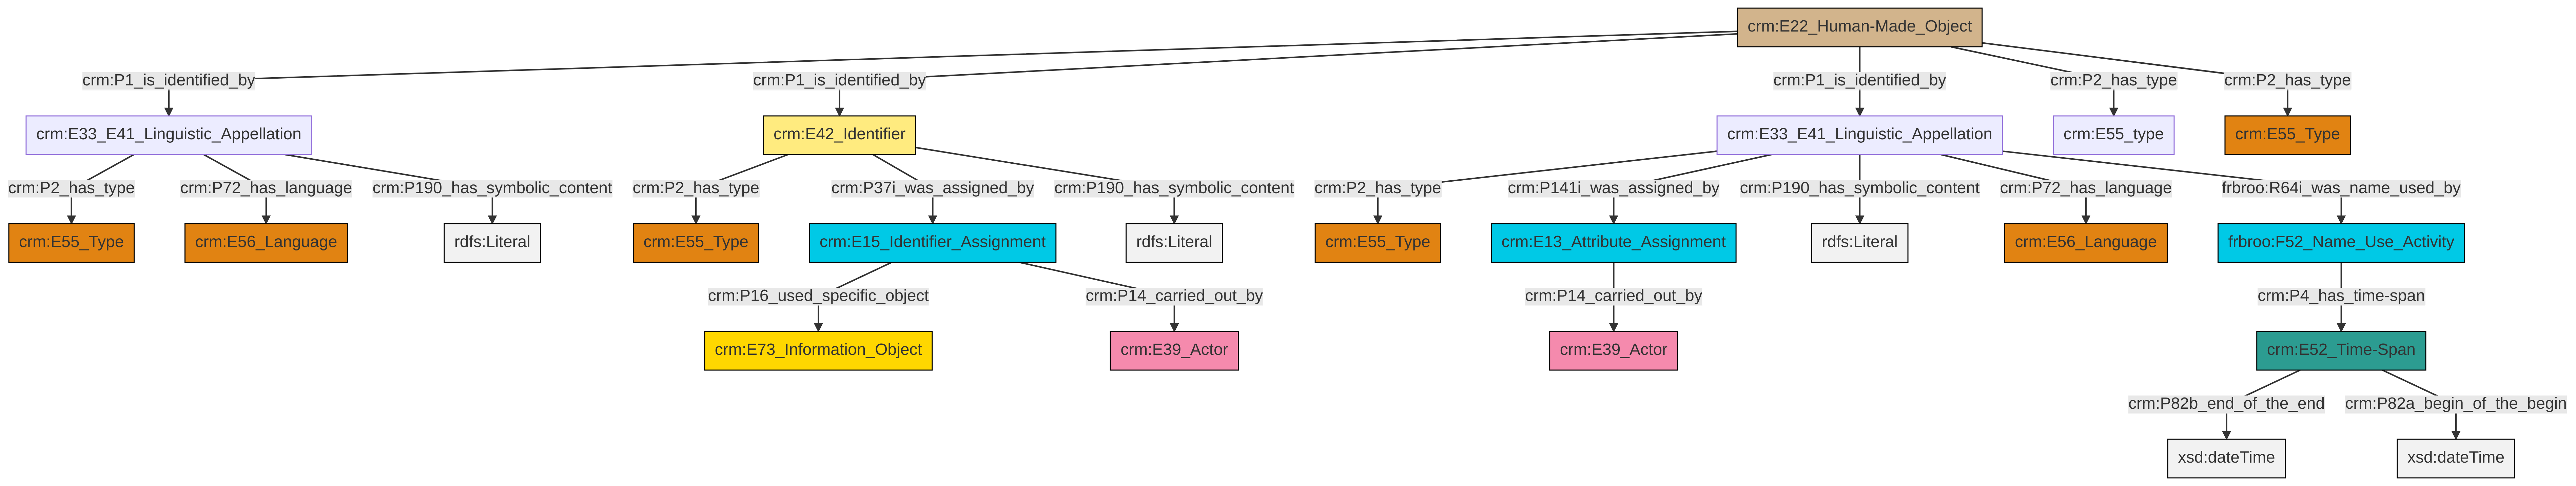 crm:E22_Human-Made_Object
crm:P1_is_identified_by
crm:P1_is_identified_by
crm:P1_is_identified_by
crm:P2_has_type
crm:P2_has_type
crm:E33_E41_Linguistic_Appellation
crm:E42_Identifier
crm:E33_E41_Linguistic_Appellation
crm:E55_type
crm:E55_Type
crm:P2_has_type
crm:P72_has_language
crm:P190_has_symbolic_content
crm:P2_has_type
crm:P37i_was_assigned_by
crm:P190_has_symbolic_content
crm:P2_has_type
crm:P141i_was_assigned_by
crm:P190_has_symbolic_content
crm:P72_has_language
frbroo:R64i_was_name_used_by
crm:E55_Type
crm:E56_Language
rdfs:Literal
crm:E55_Type
crm:E15_Identifier_Assignment
rdfs:Literal
crm:E55_Type
crm:E13_Attribute_Assignment
rdfs:Literal
crm:E56_Language
frbroo:F52_Name_Use_Activity
crm:P16_used_specific_object
crm:P14_carried_out_by
crm:P14_carried_out_by
crm:P4_has_time-span
crm:E73_Information_Object
crm:E39_Actor
crm:E39_Actor
crm:E52_Time-Span
crm:P82b_end_of_the_end
crm:P82a_begin_of_the_begin
xsd:dateTime
xsd:dateTime